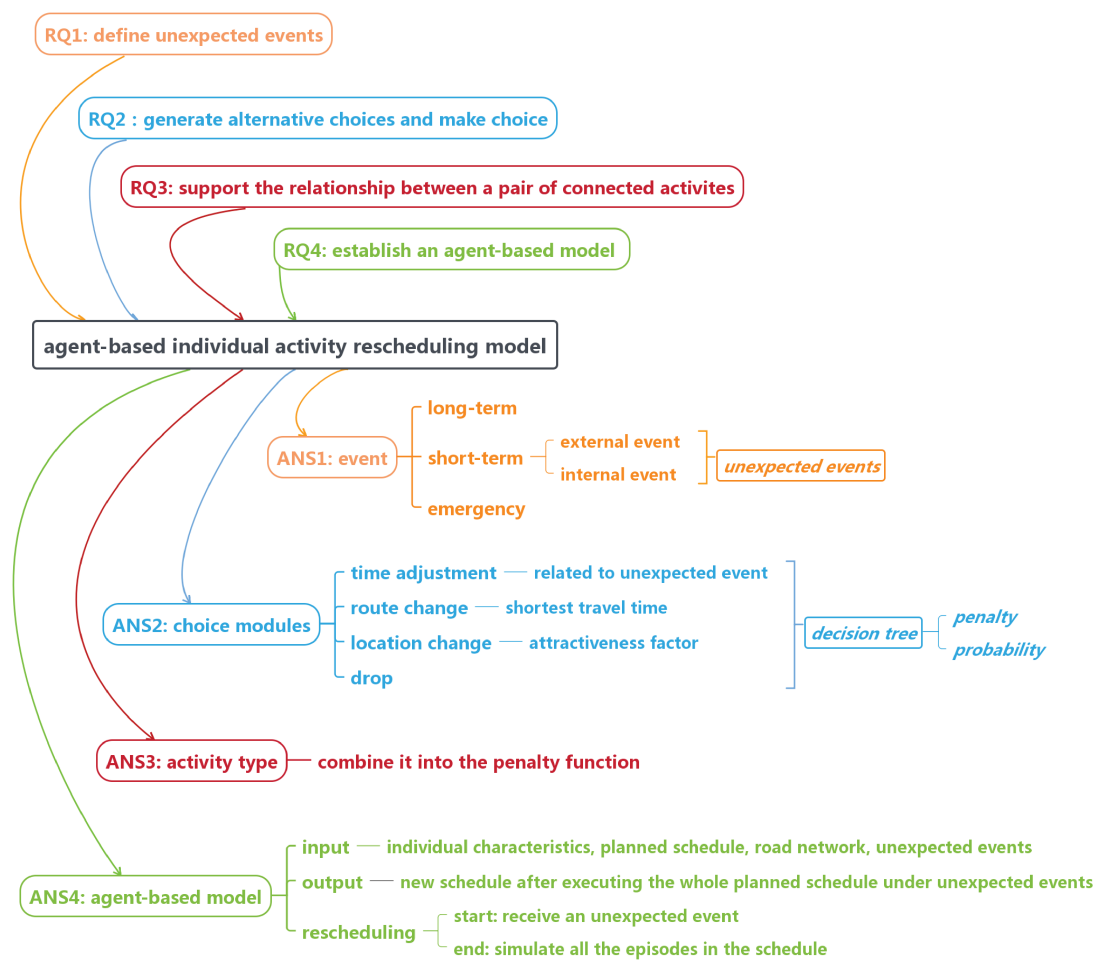 RQ1: define unexpected events
RQ2 : generate alternative choices and make choice
RQ3: support the relationship between a pair of connected activites
RQ4: establish an agent-based model
agent-based individual activity rescheduling model
ANS1: event
long-term
short-term
external event
internal event
unexpected events
emergency
ANS2: choice modules
time adjustment
related to unexpected event
route change
shortest travel time
location change
attractiveness factor
drop
decision tree
penalty
probability
ANS3: activity type
combine it into the penalty function
ANS4: agent-based model
input
individual characteristics, planned schedule, road network, unexpected events
output
new schedule after executing the whole planned schedule under unexpected events
rescheduling
start: receive an unexpected event
end: simulate all the episodes in the schedule